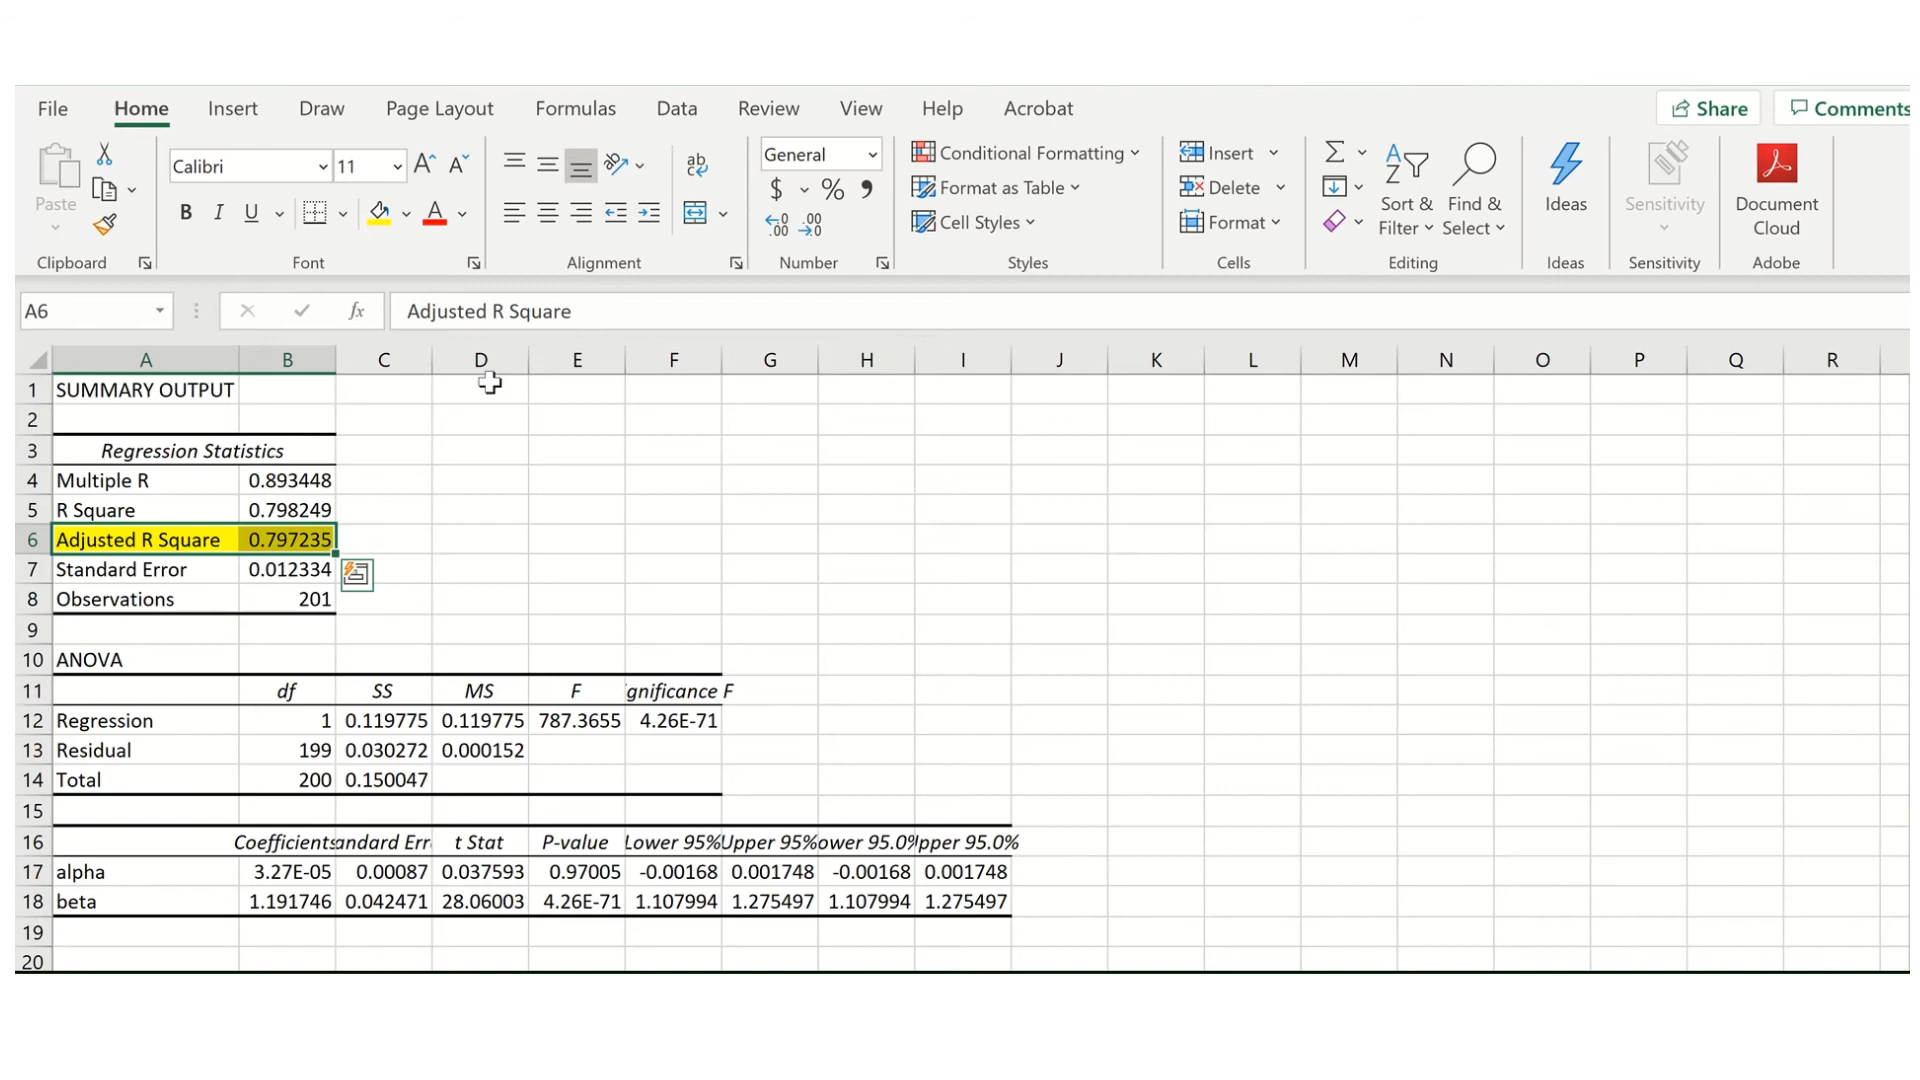 File Home Insert Draw Page Layout Formulas Data Review View Help Acrobat Share Comments
Paste Calibri 11 A A ab General Conditional Formatting Insert Σ A Z
B I U A $ % , Format as Table Delete Sort & Find & Ideas Sensitivity Document
.00 .00 Cell Styles Format Filter Select Cloud
Clipboard Font Alignment Number Styles Cells Editing Ideas Sensitivity Adobe
A6 fx Adjusted R Square
A B C D E F G H I J K L M N O P Q R
1 SUMMARY OUTPUT
2
3 Regression Statistics
4 Multiple R 0.893448
5 R Square 0.798249
6 Adjusted R Square 0.797235
7 Standard Error 0.012334
8 Observations 201
9
10 ANOVA
11 df SS MS F gnificance F
12 Regression 1 0.119775 0.119775 787.3655 4.26E-71
13 Residual 199 0.030272 0.000152
14 Total 200 0.150047
15
16 Coefficients andard Err t Stat P-value Lower 95% Upper 95% ower 95.0% pper 95.0%
17 alpha 3.27E-05 0.00087 0.037593 0.97005 -0.00168 0.001748 -0.00168 0.001748
18 beta 1.191746 0.042471 28.06003 4.26E-71 1.107994 1.275497 1.107994 1.275497
19
20